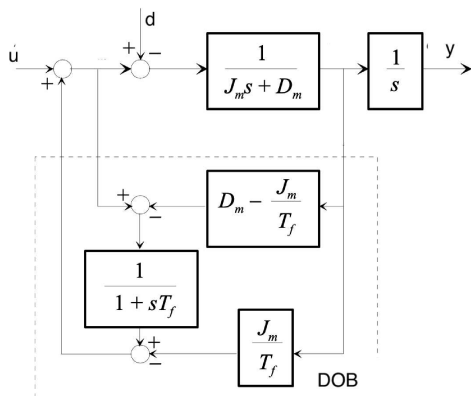 d
u
y
+
−
+
1
J_m s + D_m
1
s
+
−
D_m − J_m
T_f
1
1 + sT_f
+
−
J_m
T_f
DOB